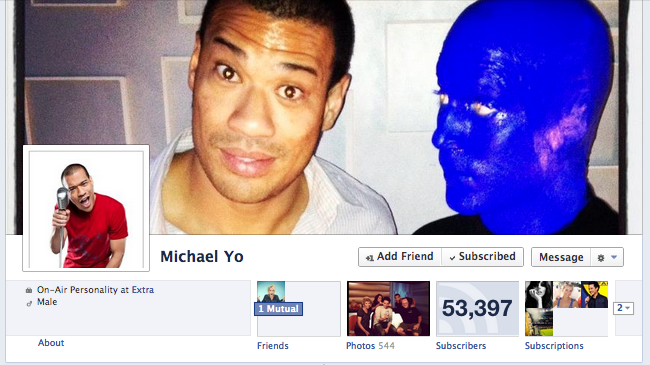 Michael Yo
+1 Add Friend
✓ Subscribed
Message
On-Air Personality at Extra
Male
About
1 Mutual
Friends
Photos 544
53,397
Subscribers
Subscriptions
2